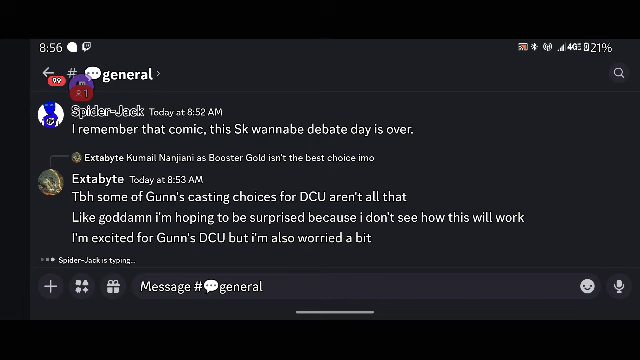 8:56 4G 21%
99 # 💬general
Spider-Jack Today at 8:52 AM
I remember that comic, this Sk wannabe debate day is over.
Extabyte Kumail Nanjiani as Booster Gold isn't the best choice imo
Extabyte Today at 8:53 AM
Tbh some of Gunn's casting choices for DCU aren't all that
Like goddamn i'm hoping to be surprised because i don't see how this will work
I'm excited for Gunn's DCU but i'm also worried a bit
Spider-Jack is typing...
Message #💬general